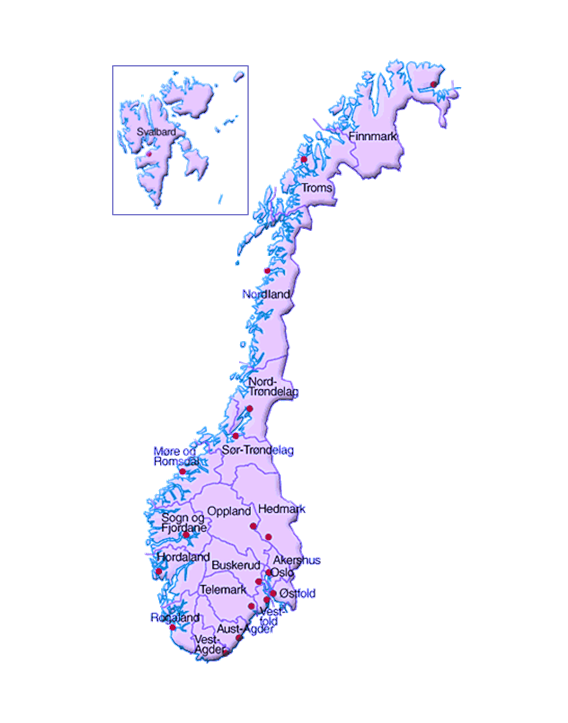 Svalbard
Finnmark
Troms
Nordland
Nord-
Trøndelag
Sør-Trøndelag
Møre og
Romsdal
Oppland
Hedmark
Sogn og
Fjordane
Hordaland
Buskerud
Akershus
Oslo
Telemark
Østfold
Vest-
fold
Rogaland
Aust-Agder
Vest-
Agder